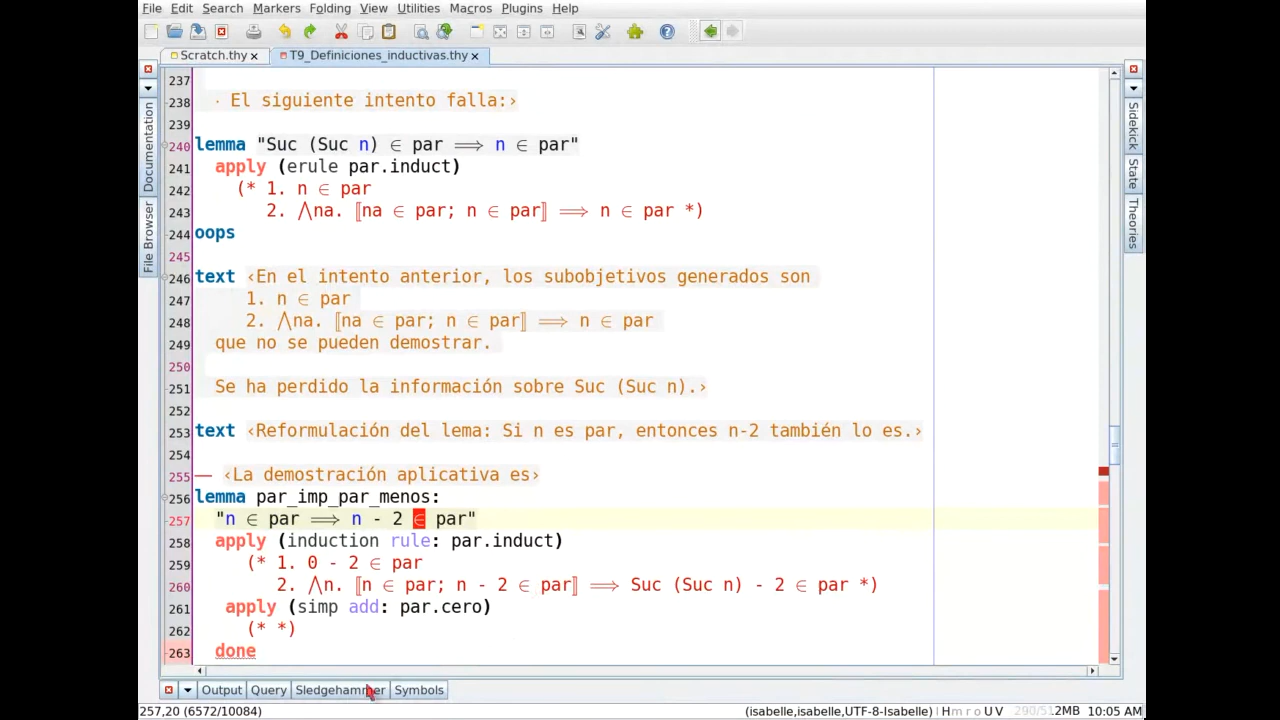 File Edit Search Markers Folding View Utilities Macros Plugins Help
Scratch.thy T9_Definiciones_inductivas.thy
Documentation
File Browser
237
238 · El siguiente intento falla:›
239
240 lemma "Suc (Suc n) ∈ par ⟹ n ∈ par"
241 apply (erule par.induct)
242 (* 1. n ∈ par
243 2. ⋀na. ⟦na ∈ par; n ∈ par⟧ ⟹ n ∈ par *)
244 oops
245
246 text ‹En el intento anterior, los subobjetivos generados son
247 1. n ∈ par
248 2. ⋀na. ⟦na ∈ par; n ∈ par⟧ ⟹ n ∈ par
249 que no se pueden demostrar.
250
251 Se ha perdido la información sobre Suc (Suc n).›
252
253 text ‹Reformulación del lema: Si n es par, entonces n-2 también lo es.›
254
255 — ‹La demostración aplicativa es›
256 lemma par_imp_par_menos:
257 "n ∈ par ⟹ n - 2 ∈ par"
258 apply (induction rule: par.induct)
259 (* 1. 0 - 2 ∈ par
260 2. ⋀n. ⟦n ∈ par; n - 2 ∈ par⟧ ⟹ Suc (Suc n) - 2 ∈ par *)
261 apply (simp add: par.cero)
262 (* *)
263 done
Sidekick
State
Theories
Output Query Sledgehammer Symbols
257,20 (6572/10084) (isabelle,isabelle,UTF-8-Isabelle) H m r o U V 10:05 AM